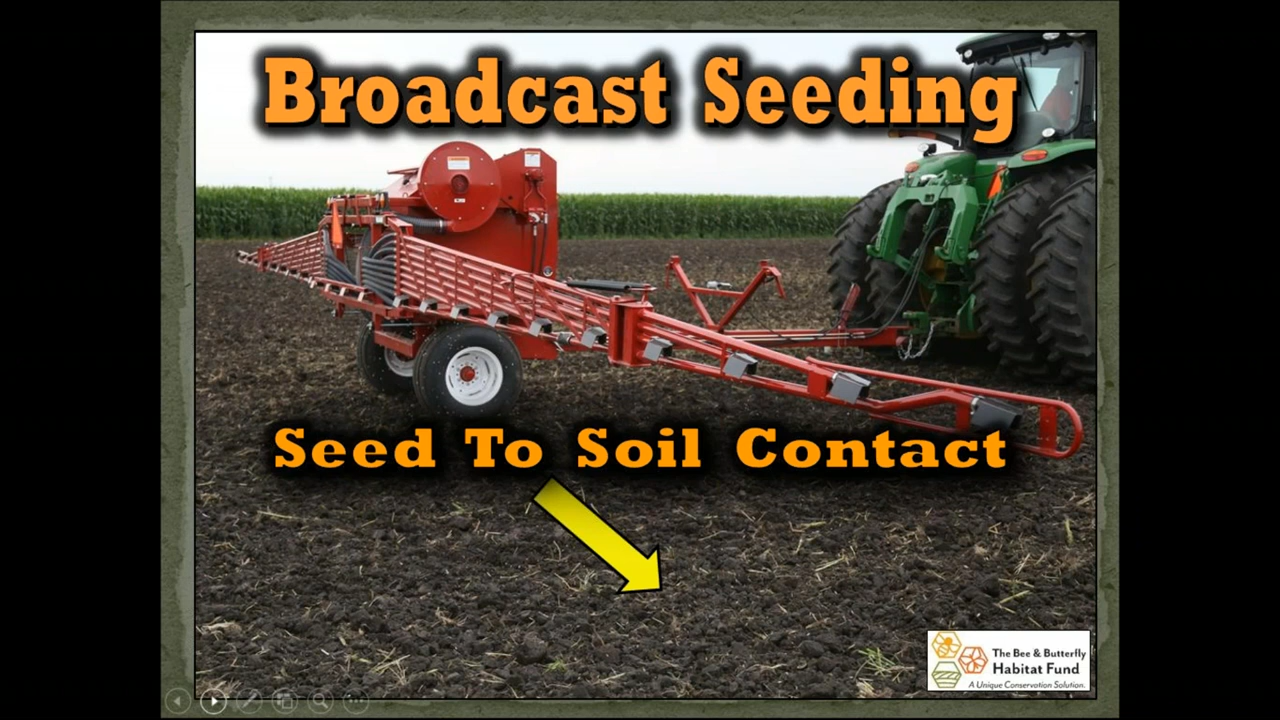 Broadcast Seeding
Seed To Soil Contact
The Bee & Butterfly
Habitat Fund
A Unique Conservation Solution.